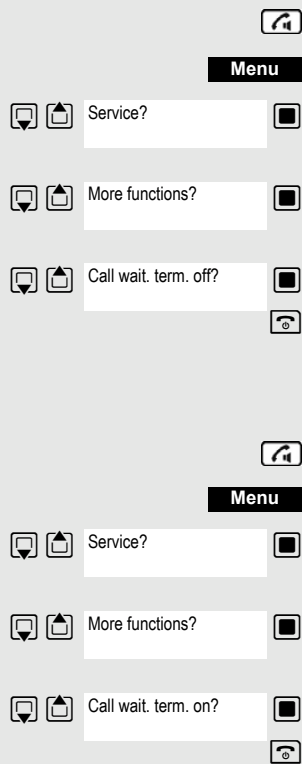 Menu
Service?
More functions?
Call wait. term. off?
Menu
Service?
More functions?
Call wait. term. on?